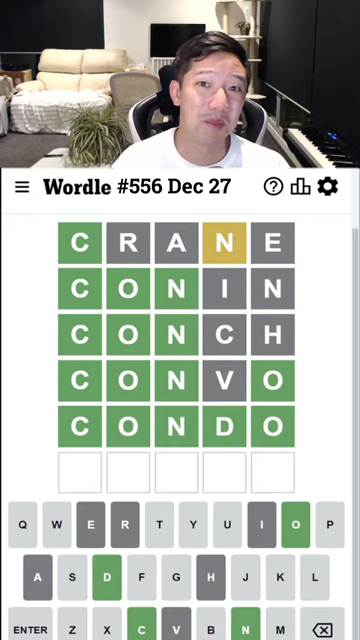 Wordle #556 Dec 27
C R A N E
C O N I N
C O N C H
C O N V O
C O N D O
Q W E R T Y U I O P
A S D F G H J K L
ENTER Z X C V B N M